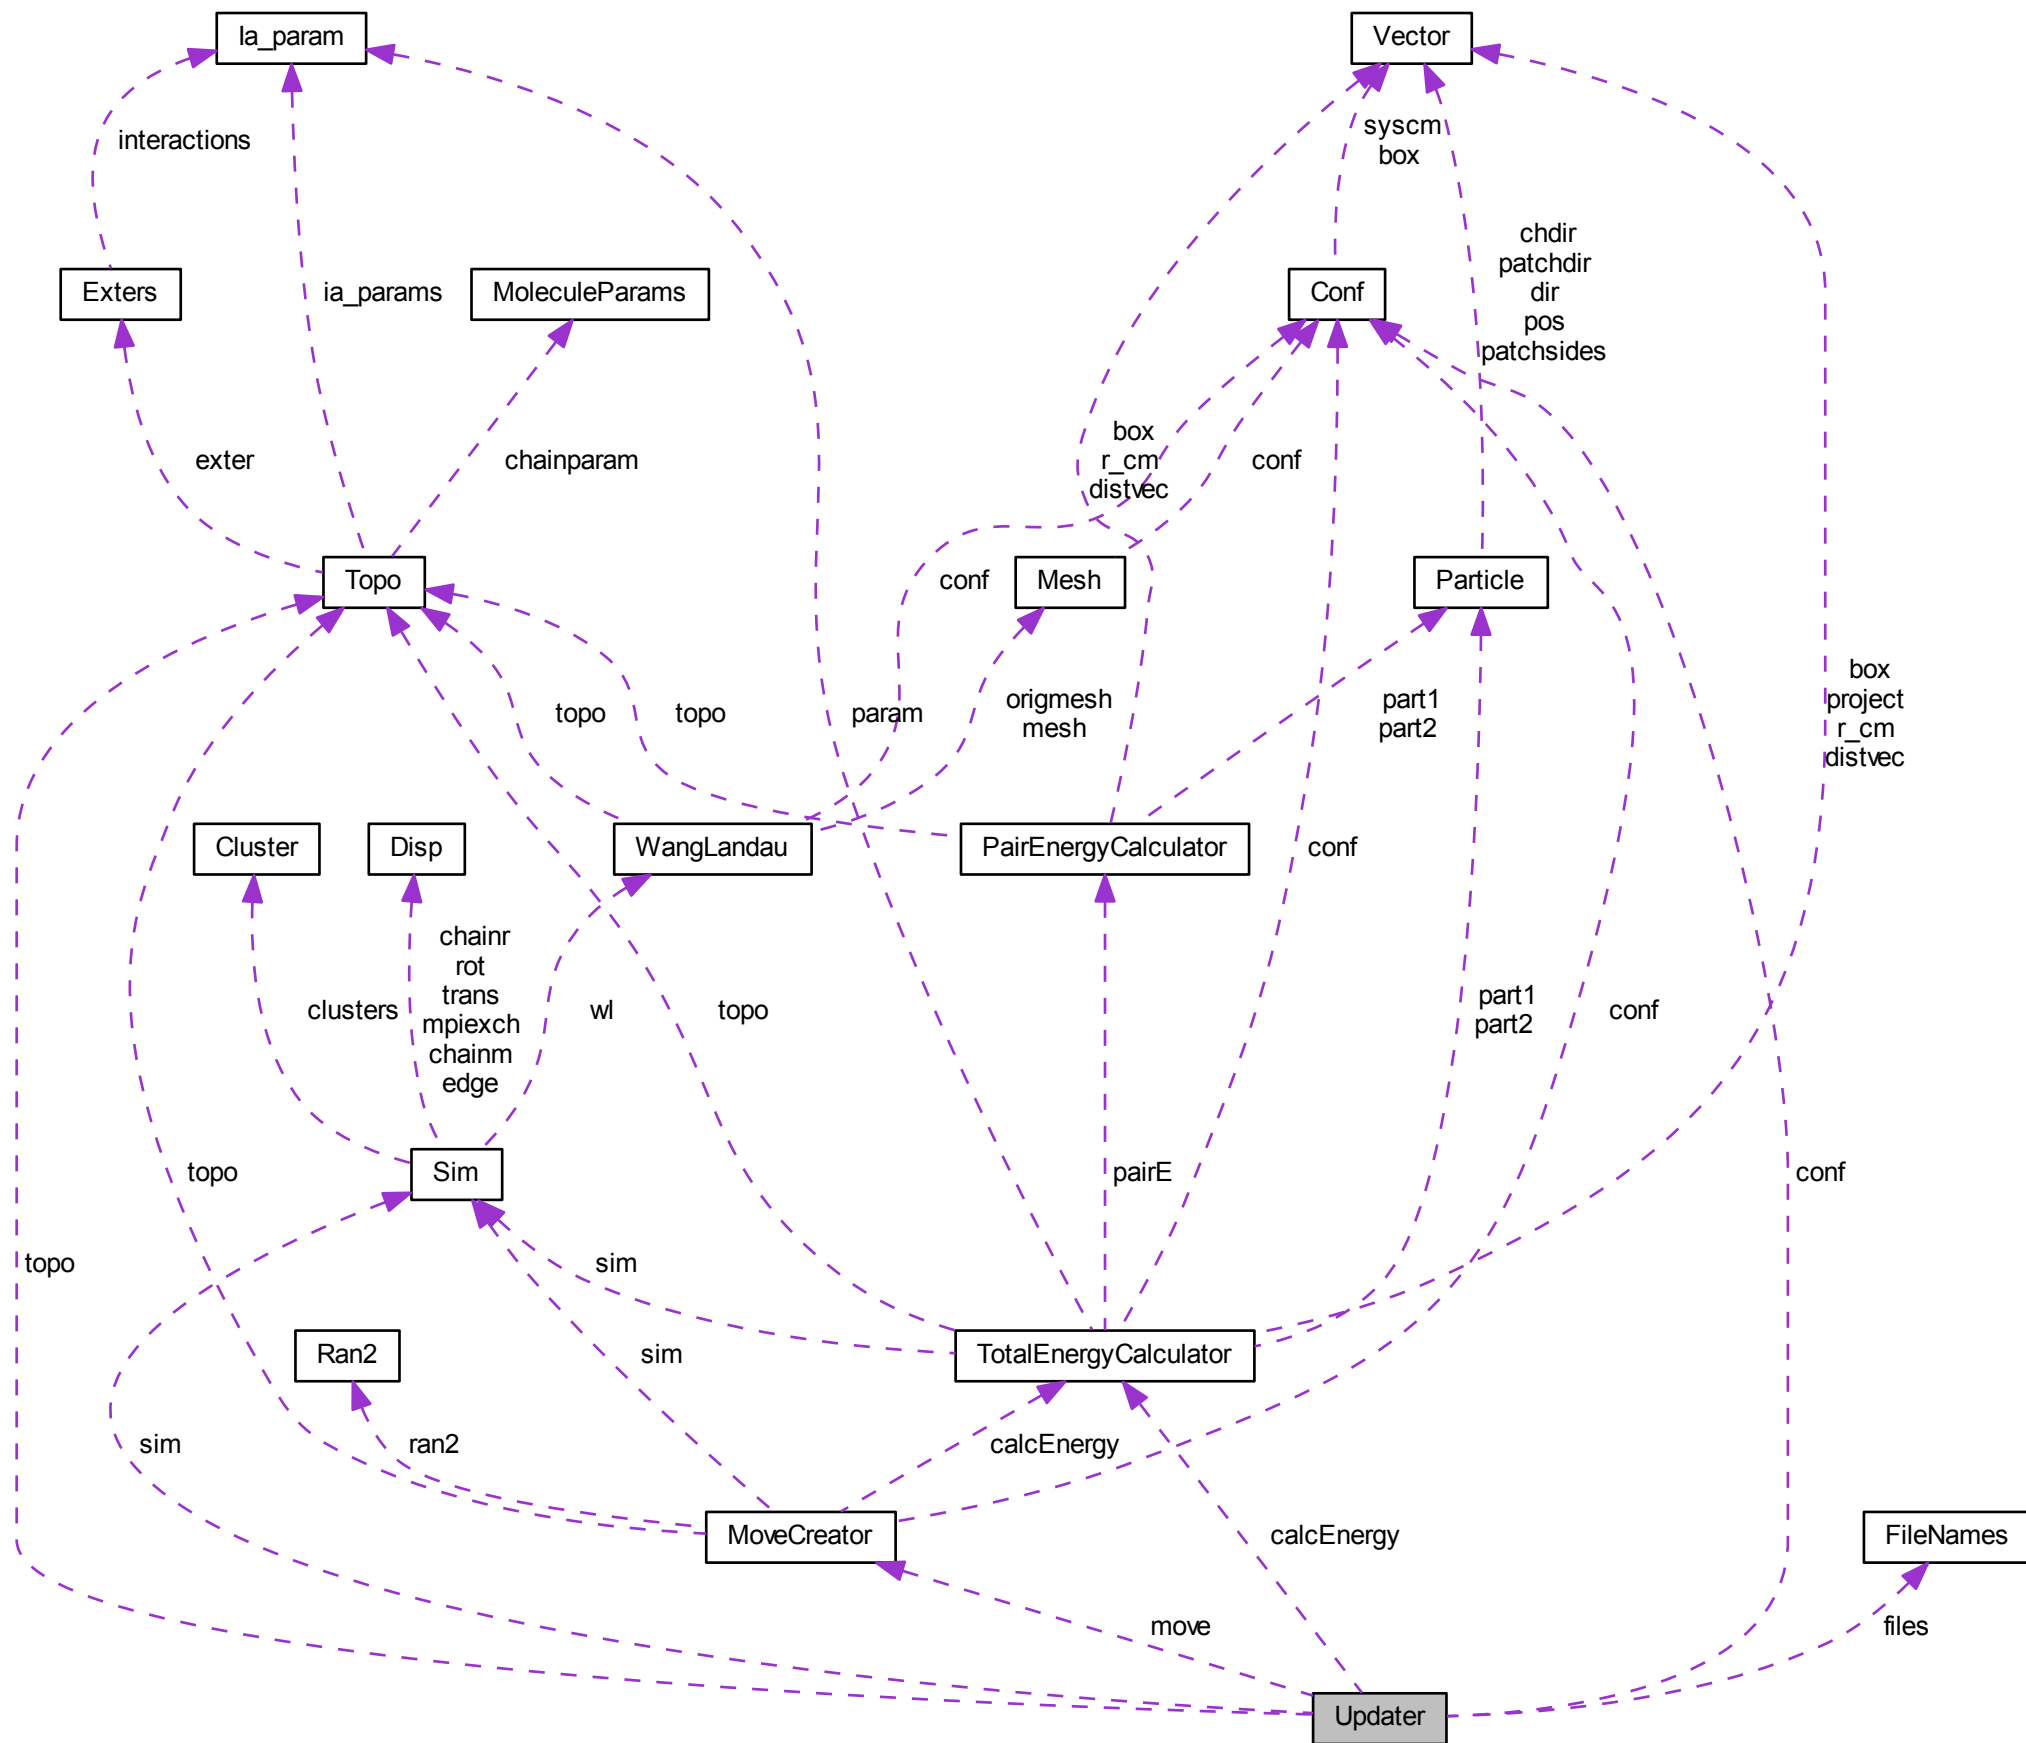 Ia_param
Vector
syscm
box
interactions
chdir
patchdir
dir
pos
patchsides
Exters
ia_params
MoleculeParams
Conf
box
r_cm
distvec
exter
chainparam
conf
Topo
conf
Mesh
Particle
topo
topo
param
origmesh
mesh
part1
part2
box
project
r_cm
distvec
Cluster
Disp
WangLandau
PairEnergyCalculator
conf
chainr
rot
trans
mpiexch
chainm
edge
clusters
wl
topo
part1
part2
conf
topo
Sim
pairE
conf
topo
sim
Ran2
sim
TotalEnergyCalculator
sim
ran2
calcEnergy
MoveCreator
calcEnergy
FileNames
move
files
Updater